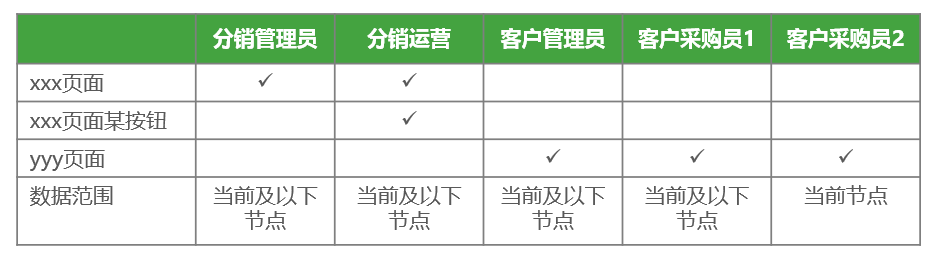 分销管理员 分销运营 客户管理员 客户采购员1 客户采购员2
xxx页面 ✓ ✓
xxx页面某按钮 ✓
yyy页面 ✓ ✓ ✓
数据范围 当前及以下 当前及以下 当前及以下 当前及以下 当前节点
节点 节点 节点 节点